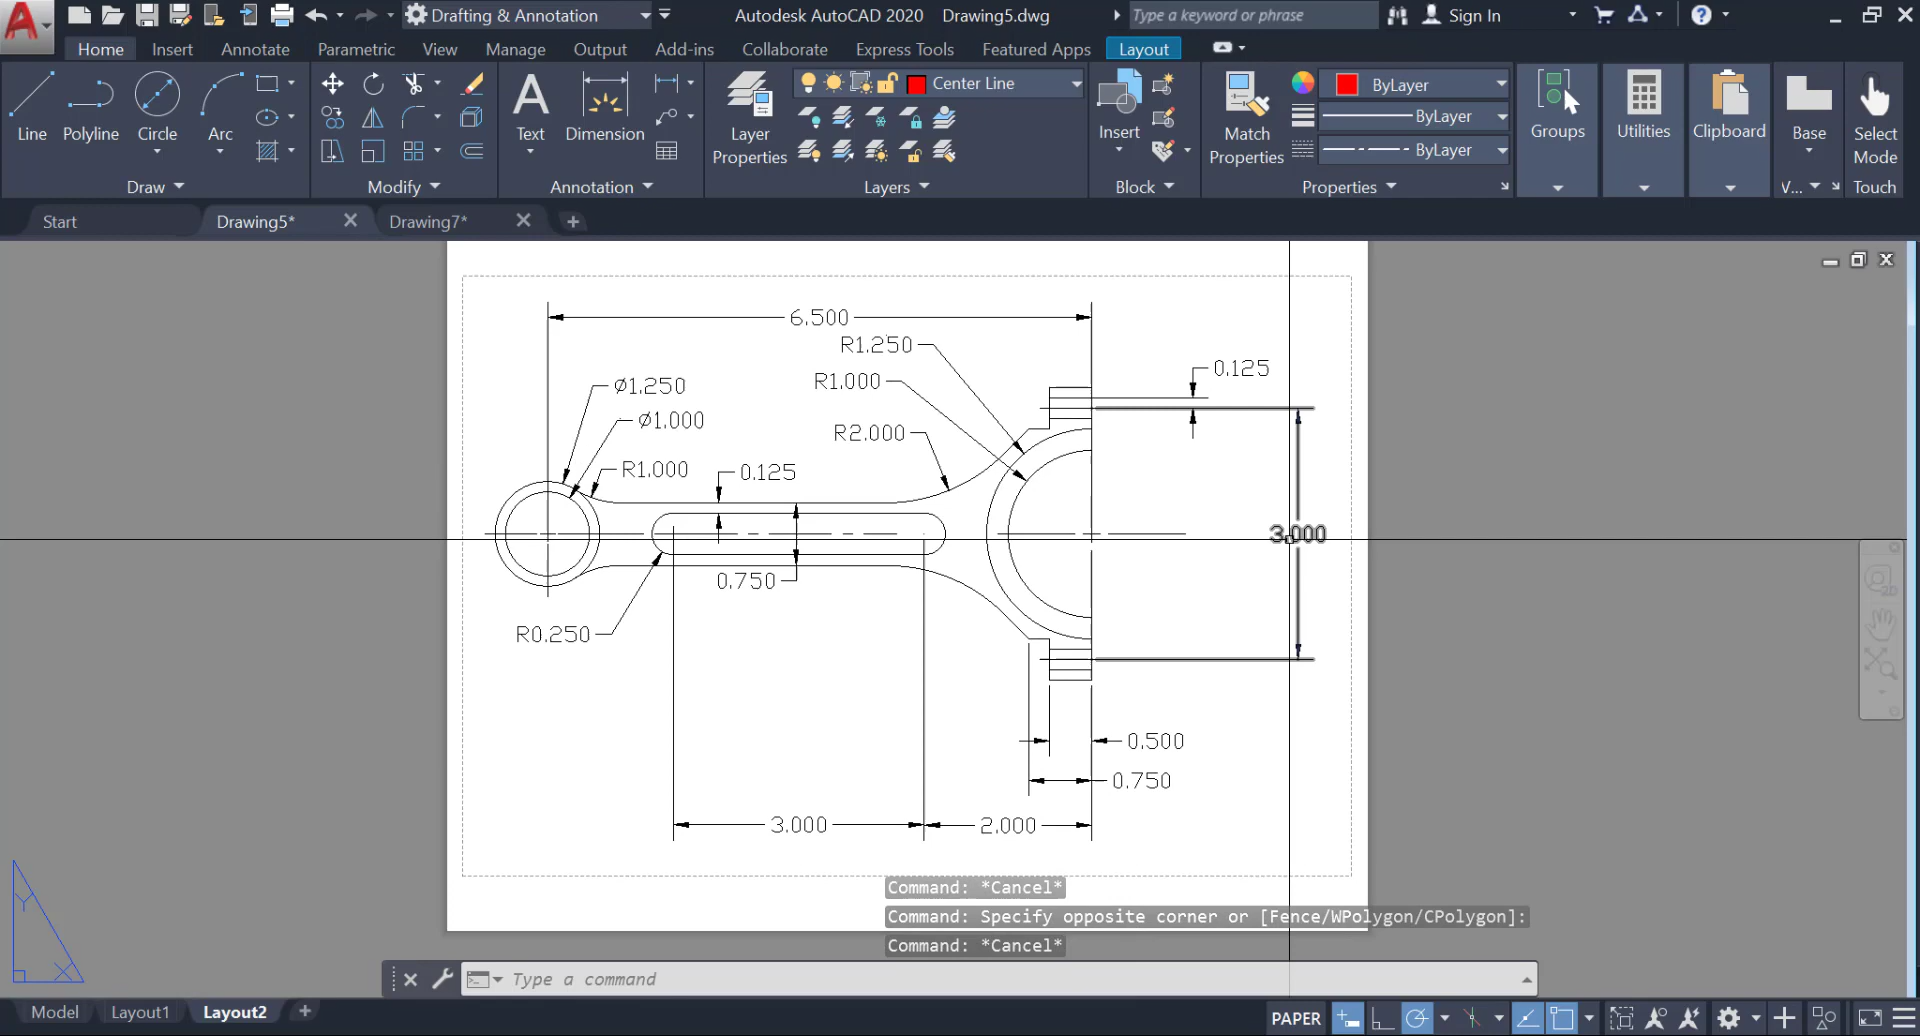 Drafting & Annotation
Autodesk AutoCAD 2020 Drawing5.dwg
Type a keyword or phrase
Sign In
Home Insert Annotate Parametric View Manage Output Add-ins Collaborate Express Tools Featured Apps Layout
Center Line
ByLayer
ByLayer
ByLayer
Line Polyline Circle Arc
Text Dimension
Layer Properties
Insert
Match Properties
Groups
Utilities
Clipboard
Base
Select Mode
Draw Modify Annotation Layers Block Properties V... Touch
Start Drawing5* Drawing7*
6.500
R1.250
0.125
R1.000
Ø1.250
Ø1.000
R2.000
R1.000
0.125
3.000
0.750
R0.250
0.500
0.750
3.000
2.000
Command: *Cancel*
Command: Specify opposite corner or [Fence/WPolygon/CPolygon]:
Command: *Cancel*
Type a command
Y
X
2D
Model Layout1 Layout2
PAPER